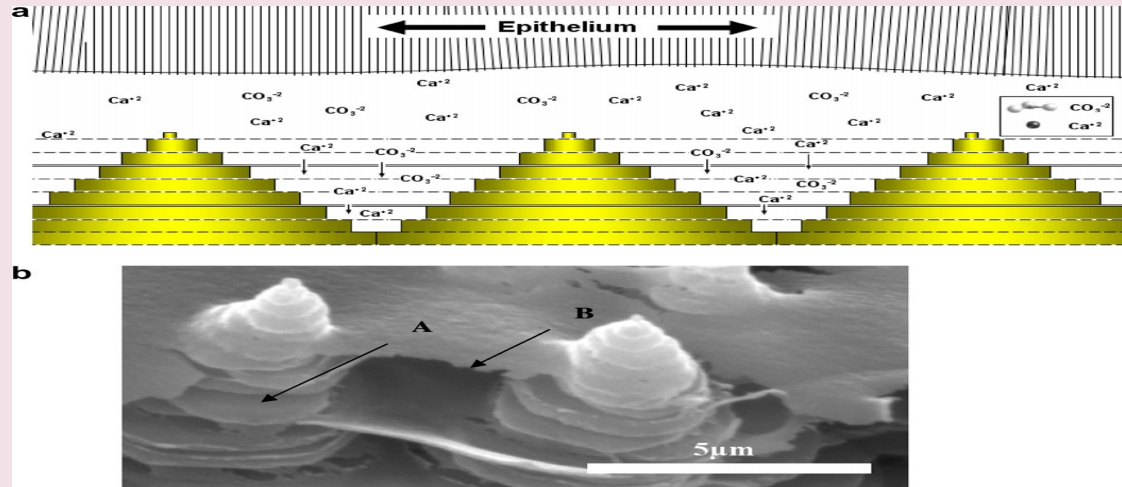 a
Epithelium
Ca⁺² Ca⁺² Ca⁺²
Ca⁺² CO₃⁻² CO₃⁻² Ca⁺² CO₃⁻² Ca⁺²
CO₃⁻² Ca⁺² Ca⁺² Ca⁺² Ca⁺²
CO₃⁻²
Ca⁺²
Ca⁺² Ca⁺²
Ca⁺² CO₃⁻² CO₃⁻² Ca⁺²
CO₃⁻² Ca⁺² CO₃⁻²
Ca⁺² Ca⁺²
Ca⁺² Ca⁺²
b
A B
5μm